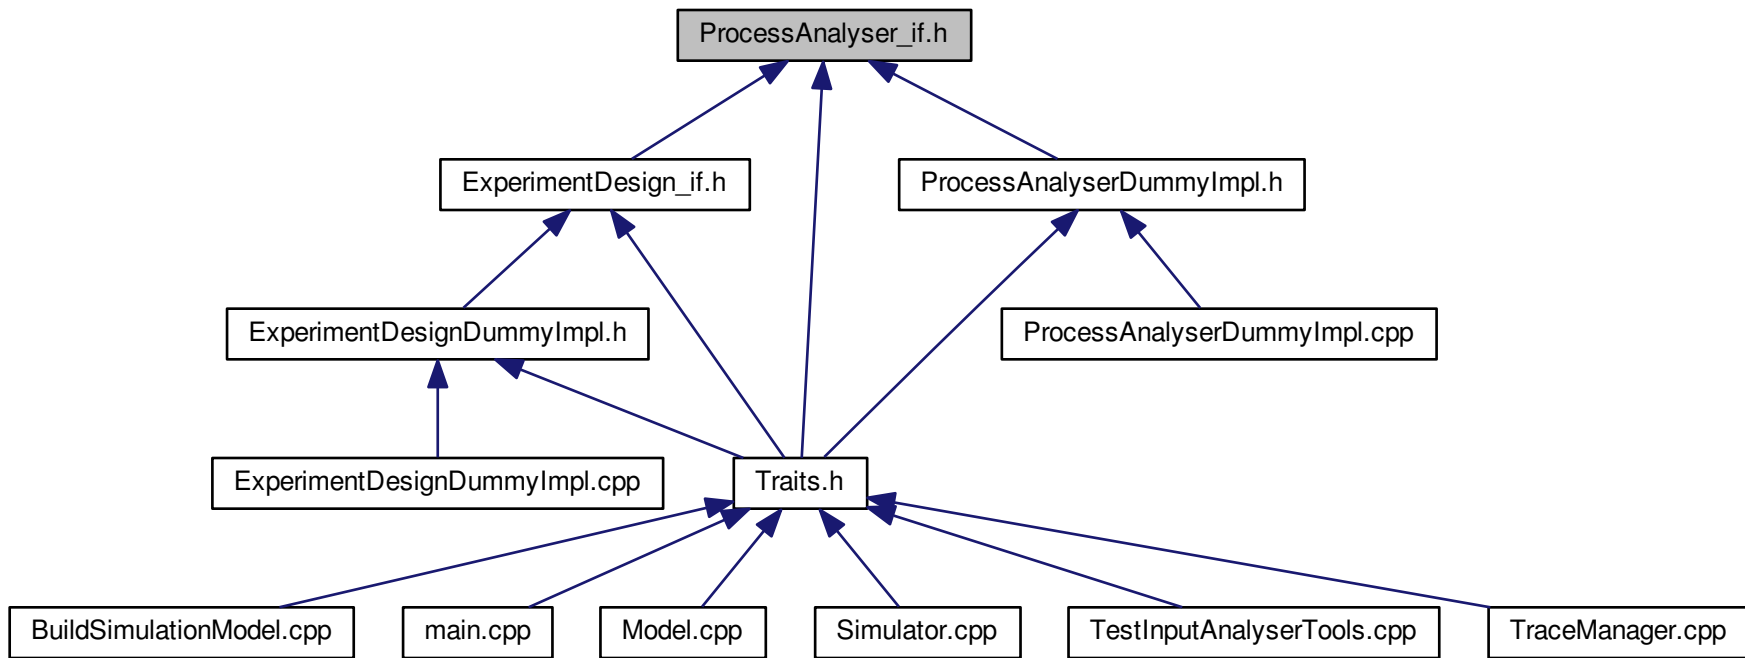 ProcessAnalyser_if.h
ExperimentDesign_if.h
ProcessAnalyserDummyImpl.h
ExperimentDesignDummyImpl.h
ProcessAnalyserDummyImpl.cpp
ExperimentDesignDummyImpl.cpp
Traits.h
BuildSimulationModel.cpp
main.cpp
Model.cpp
Simulator.cpp
TestInputAnalyserTools.cpp
TraceManager.cpp